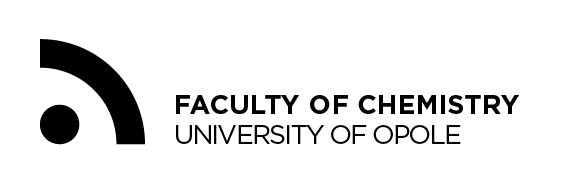 FACULTY OF CHEMISTRY
UNIVERSITY OF OPOLE